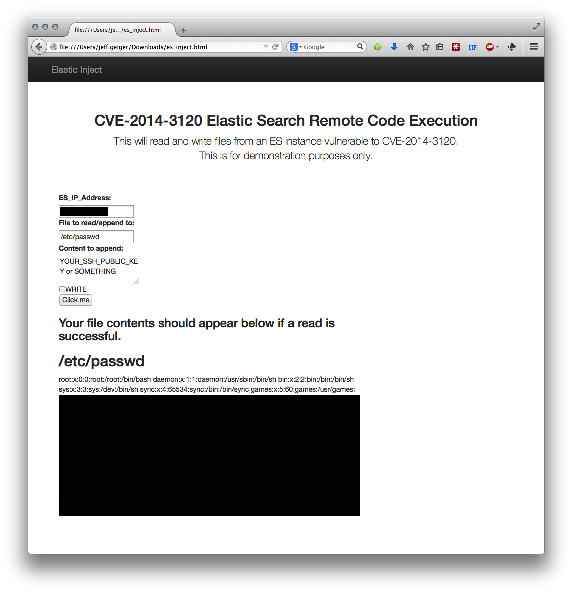 file:///Users/je.../es_inject.html
file:///Users/jeff.geiger/Downloads/es_inject.html
Google
Elastic Inject
CVE-2014-3120 Elastic Search Remote Code Execution
This will read and write files from an ES instance vulnerable to CVE-2014-3120.
This is for demonstration purposes only.
ES_IP_Address:
File to read/append to:
/etc/passwd
Content to append:
YOUR_SSH_PUBLIC_KE
Y or SOMETHING
WRITE
Click me
Your file contents should appear below if a read is
successful.
/etc/passwd
root:x:0:0:root:/root:/bin/bash daemon:x:1:1:daemon:/usr/sbin:/bin/sh bin:x:2:2:bin:/bin:/bin/sh
sys:x:3:3:sys:/dev:/bin/sh sync:x:4:65534:sync:/bin:/bin/sync games:x:5:60:games:/usr/games: